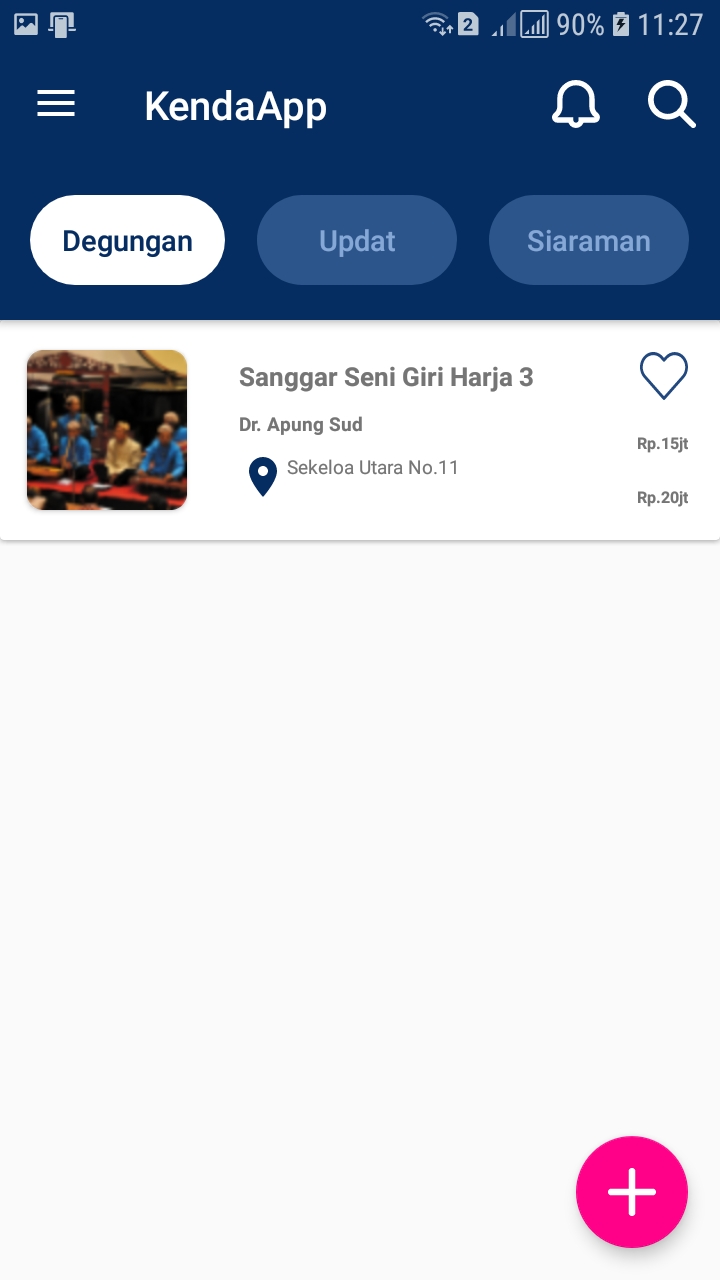 2 90% 11:27
KendaApp
Degungan Updat Siaraman
Sanggar Seni Giri Harja 3
Dr. Apung Sud
Rp.15jt
Sekeloa Utara No.11
Rp.20jt